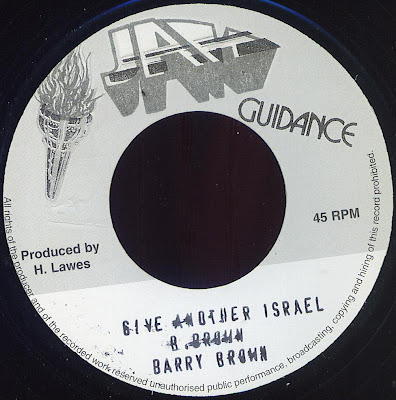 JAH
GUIDANCE
45 RPM
Produced by
H. Lawes
GIVE ANOTHER ISRAEL
B. BROWN
BARRY BROWN
All rights of the producer and of the recorded work reserved unauthorised public performance, broadcasting, copying and hiring of this record prohibited.